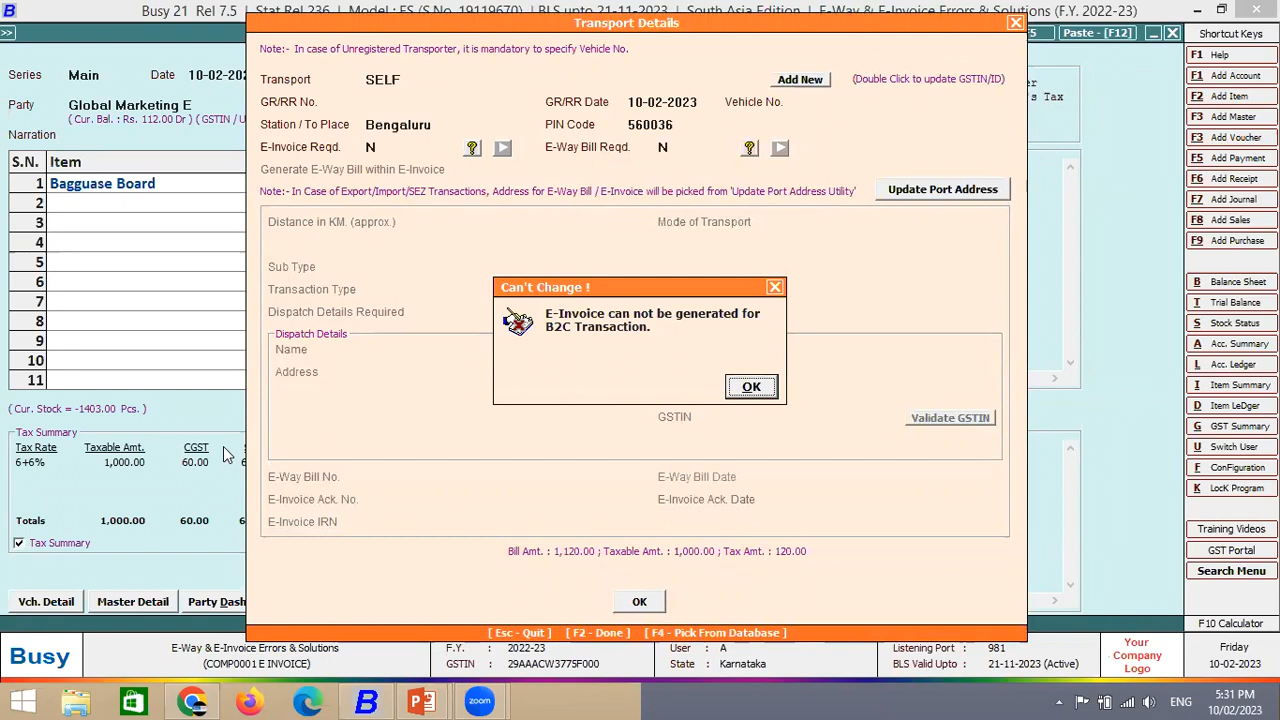 Busy 21 Rel 7.5 Stat Rel 236 Model : ES (S.No. 19119670) BLS upto 21-11-2023 South Asia Edition E-Way & E-Invoice Errors & Solutions (F.Y. 2022-23)
>> Transport Details Paste - [F12] Shortcut Keys
Note:- In case of Unregistered Transporter, it is mandatory to specify Vehicle No.
Series Main Date
Transport SELF Add New (Double Click to update GSTIN/ID)
Party Global Marketing E
( Cur. Bal. : Rs. 112.00 Dr ) (GSTIN / U
's Tax
GR/RR No. GR/RR Date 10-02-2023 Vehicle No.
Station / To Place Bengaluru PIN Code 560036
Narration
E-Invoice Reqd. N ? E-Way Bill Reqd. N ?
Generate E-Way Bill within E-Invoice
Note:- In Case of Export/Import/SEZ Transactions, Address for E-Way Bill / E-Invoice will be picked from 'Update Port Address Utility' Update Port Address
S.N. Item
1 Bagguase Board
2
3
4
5
6
7
8
9
10
11
Distance in KM. (approx.) Mode of Transport
Sub Type
Transaction Type
Dispatch Details Required
Dispatch Details
Name
Address
GSTIN Validate GSTIN
Can't Change !
E-Invoice can not be generated for
B2C Transaction.
OK
E-Way Bill No. E-Way Bill Date
E-Invoice Ack. No. E-Invoice Ack. Date
E-Invoice IRN
Bill Amt. : 1,120.00 ; Taxable Amt. : 1,000.00 ; Tax Amt. : 120.00
OK
[ Esc - Quit ] [ F2 - Done ] [ F4 - Pick From Database ]
( Cur. Stock = -1403.00 Pcs. )
Tax Summary
Tax Rate Taxable Amt. CGST
6+6% 1,000.00 60.00
Totals 1,000.00 60.00
Tax Summary
Vch. Detail Master Detail Party Dash
F1 Help
F1 Add Account
F2 Add Item
F3 Add Master
F3 Add Voucher
F5 Add Payment
F6 Add Receipt
F7 Add Journal
F8 Add Sales
F9 Add Purchase
B Balance Sheet
T Trial Balance
S Stock Status
A Acc. Summary
L Acc. Ledger
I Item Summary
D Item LeDger
G GST Summary
U Switch User
F ConFiguration
K LocK Program
Training Videos
GST Portal
Search Menu
F10 Calculator
Busy
E-Way & E-Invoice Errors & Solutions
(COMP0001 E INVOICE)
F.Y. : 2022-23
GSTIN : 29AAACW3775F000
User : A
State : Karnataka
Listening Port : 981
BLS Valid Upto : 21-11-2023 (Active)
Your
Company
Logo
Friday
10-02-2023
zoom
ENG
5:31 PM
10/02/2023